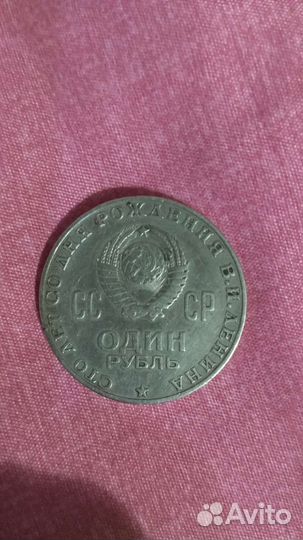 СТО ЛЕТ СО ДНЯ РОЖДЕНИЯ В.И. ЛЕНИНА
СС СР
ОДИН
РУБЛЬ
Avito